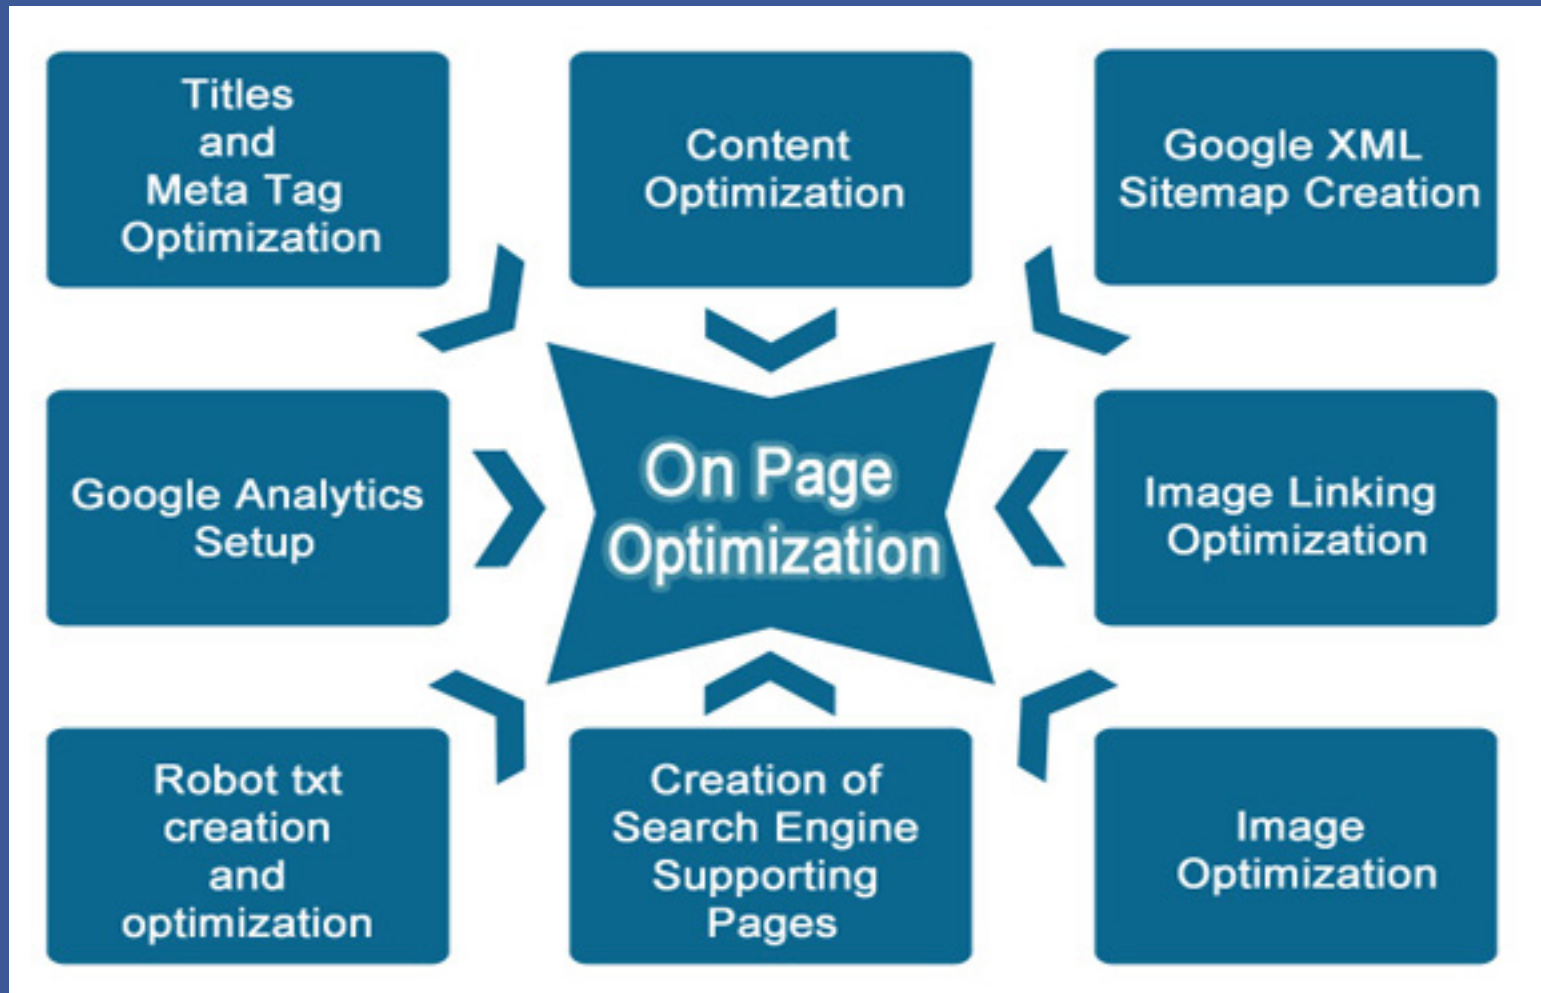 Titles
and
Meta Tag
Optimization
Content
Optimization
Google XML
Sitemap Creation
Google Analytics
Setup
On Page
Optimization
Image Linking
Optimization
Robot txt
creation
and
optimization
Creation of
Search Engine
Supporting
Pages
Image
Optimization